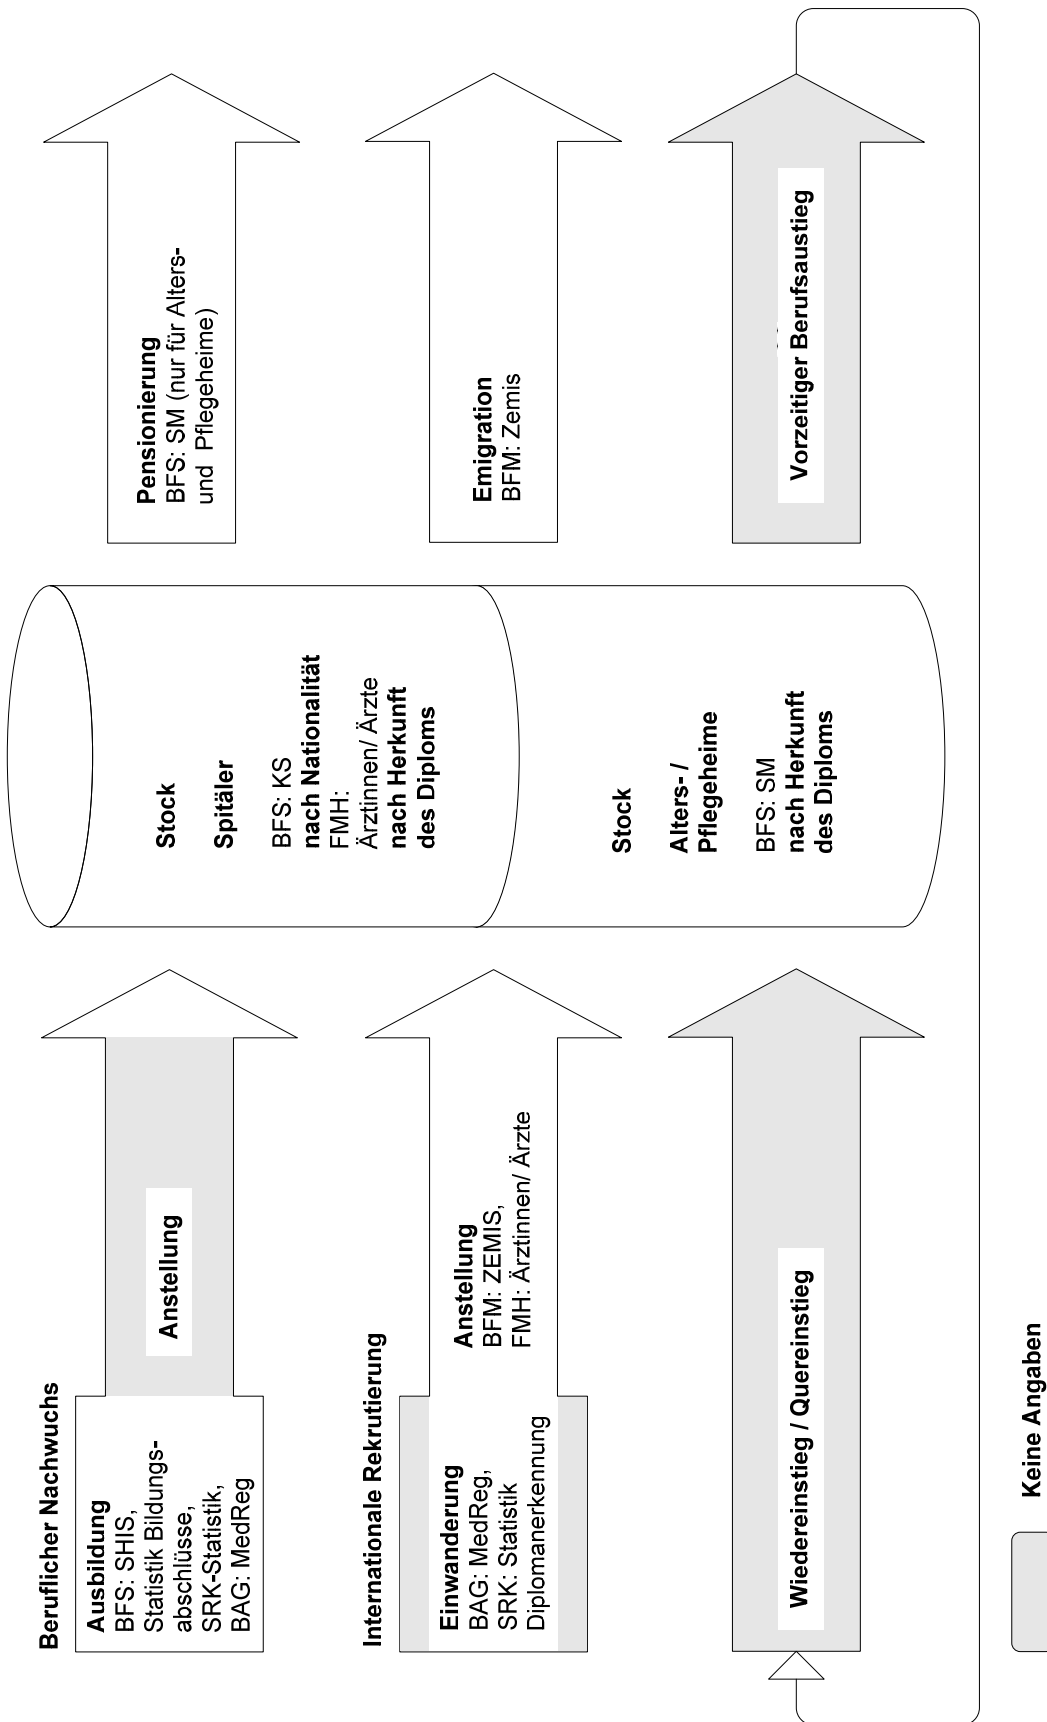 Beruflicher Nachwuchs
Ausbildung
BFS: SHIS,
Statistik Bildungs-
abschlüsse,
SRK-Statistik,
BAG: MedReg
Anstellung
Internationale Rekrutierung
Einwanderung
BAG: MedReg,
SRK: Statistik
Diplomanerkennung
Anstellung
BFM: ZEMIS,
FMH: Ärztinnen/ Ärzte
Wiedereinstieg / Quereinstieg
Stock
Spitäler
BFS: KS
nach Nationalität
FMH:
Ärztinnen/ Ärzte
nach Herkunft
des Diploms
Stock
Alters- /
Pflegeheime
BFS: SM
nach Herkunft
des Diploms
Pensionierung
BFS: SM (nur für Alters-
und Pflegeheime)
Emigration
BFM: Zemis
Vorzeitiger Berufsaustieg
Keine Angaben